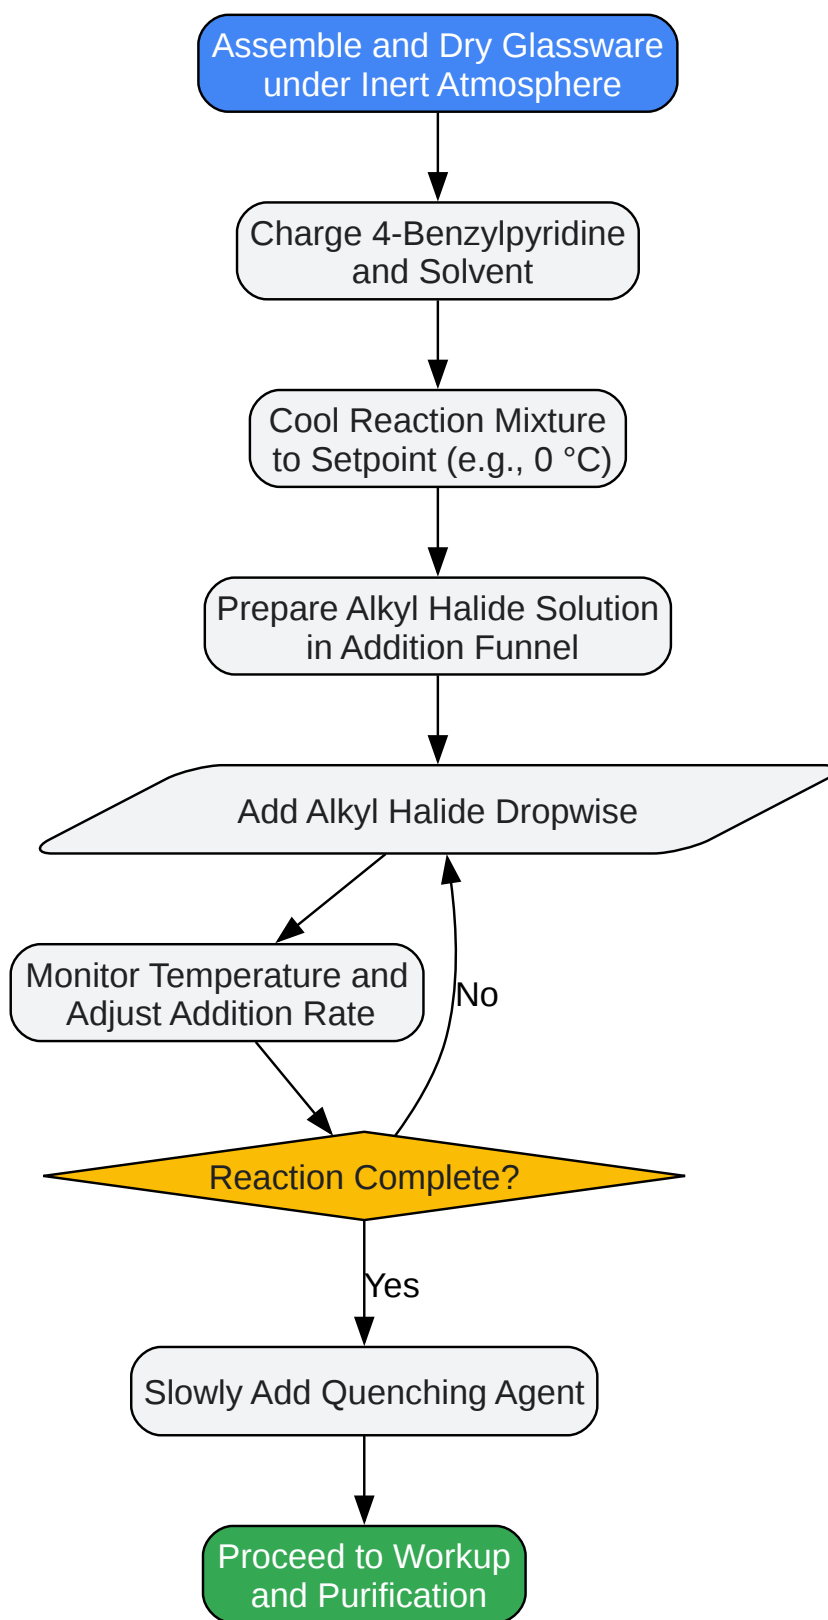 Assemble and Dry Glassware
under Inert Atmosphere
Charge 4-Benzylpyridine
and Solvent
Cool Reaction Mixture
to Setpoint (e.g., 0 °C)
Prepare Alkyl Halide Solution
in Addition Funnel
Add Alkyl Halide Dropwise
Monitor Temperature and
Adjust Addition Rate
No
Reaction Complete?
Yes
Slowly Add Quenching Agent
Proceed to Workup
and Purification